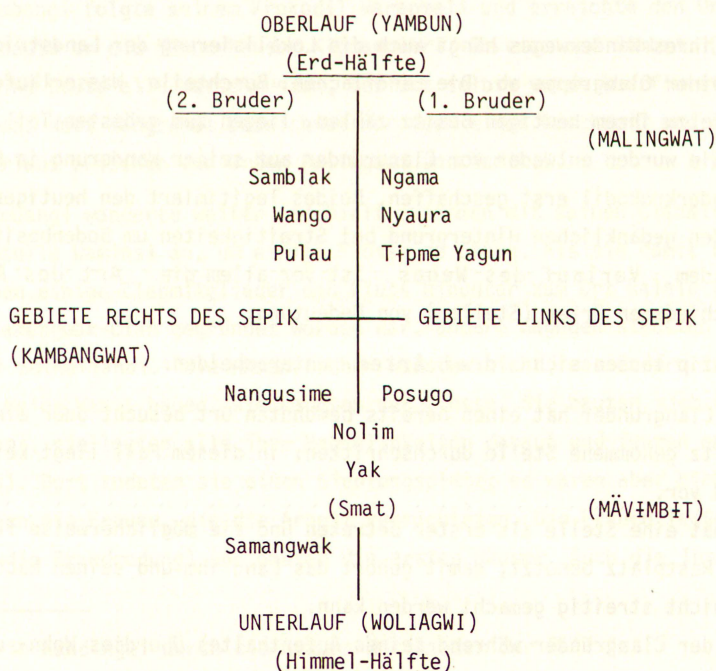 OBERLAUF (YAMBUN)
(Erd-Hälfte)
(2. Bruder) (1. Bruder)
(MALINGWAT)
Samblak Ngama
Wango Nyaura
Pulau Tɨpme Yagun
GEBIETE RECHTS DES SEPIK GEBIETE LINKS DES SEPIK
(KAMBANGWAT)
Nangusime Posugo
Nolim
Yak
(Smat) (MÄVɨMBɨT)
Samangwak
UNTERLAUF (WOLIAGWI)
(Himmel-Hälfte)